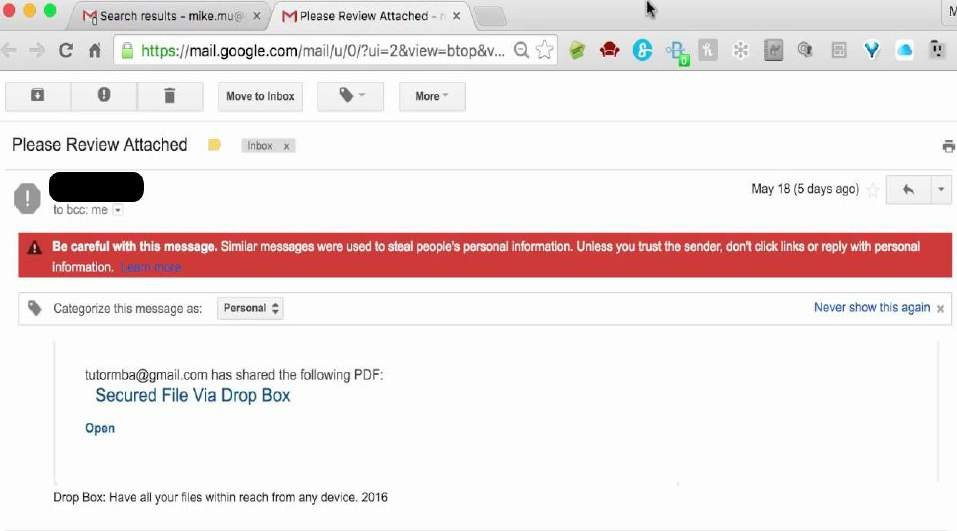 Search results - mike.mu@ x
Please Review Attached - x
M
https://mail.google.com/mail/u/0/?ui=2&view=btop&v...
0
Move to Inbox
More
Please Review Attached
Inbox x
May 18 (5 days ago)
to bcc: me
Be careful with this message. Similar messages were used to steal people's personal information. Unless you trust the sender, don't click links or reply with personal
information. Learn more
Categorize this message as: Personal
Never show this again x
tutormba@gmail.com has shared the following PDF:
Secured File Via Drop Box
Open
Drop Box: Have all your files within reach from any device. 2016